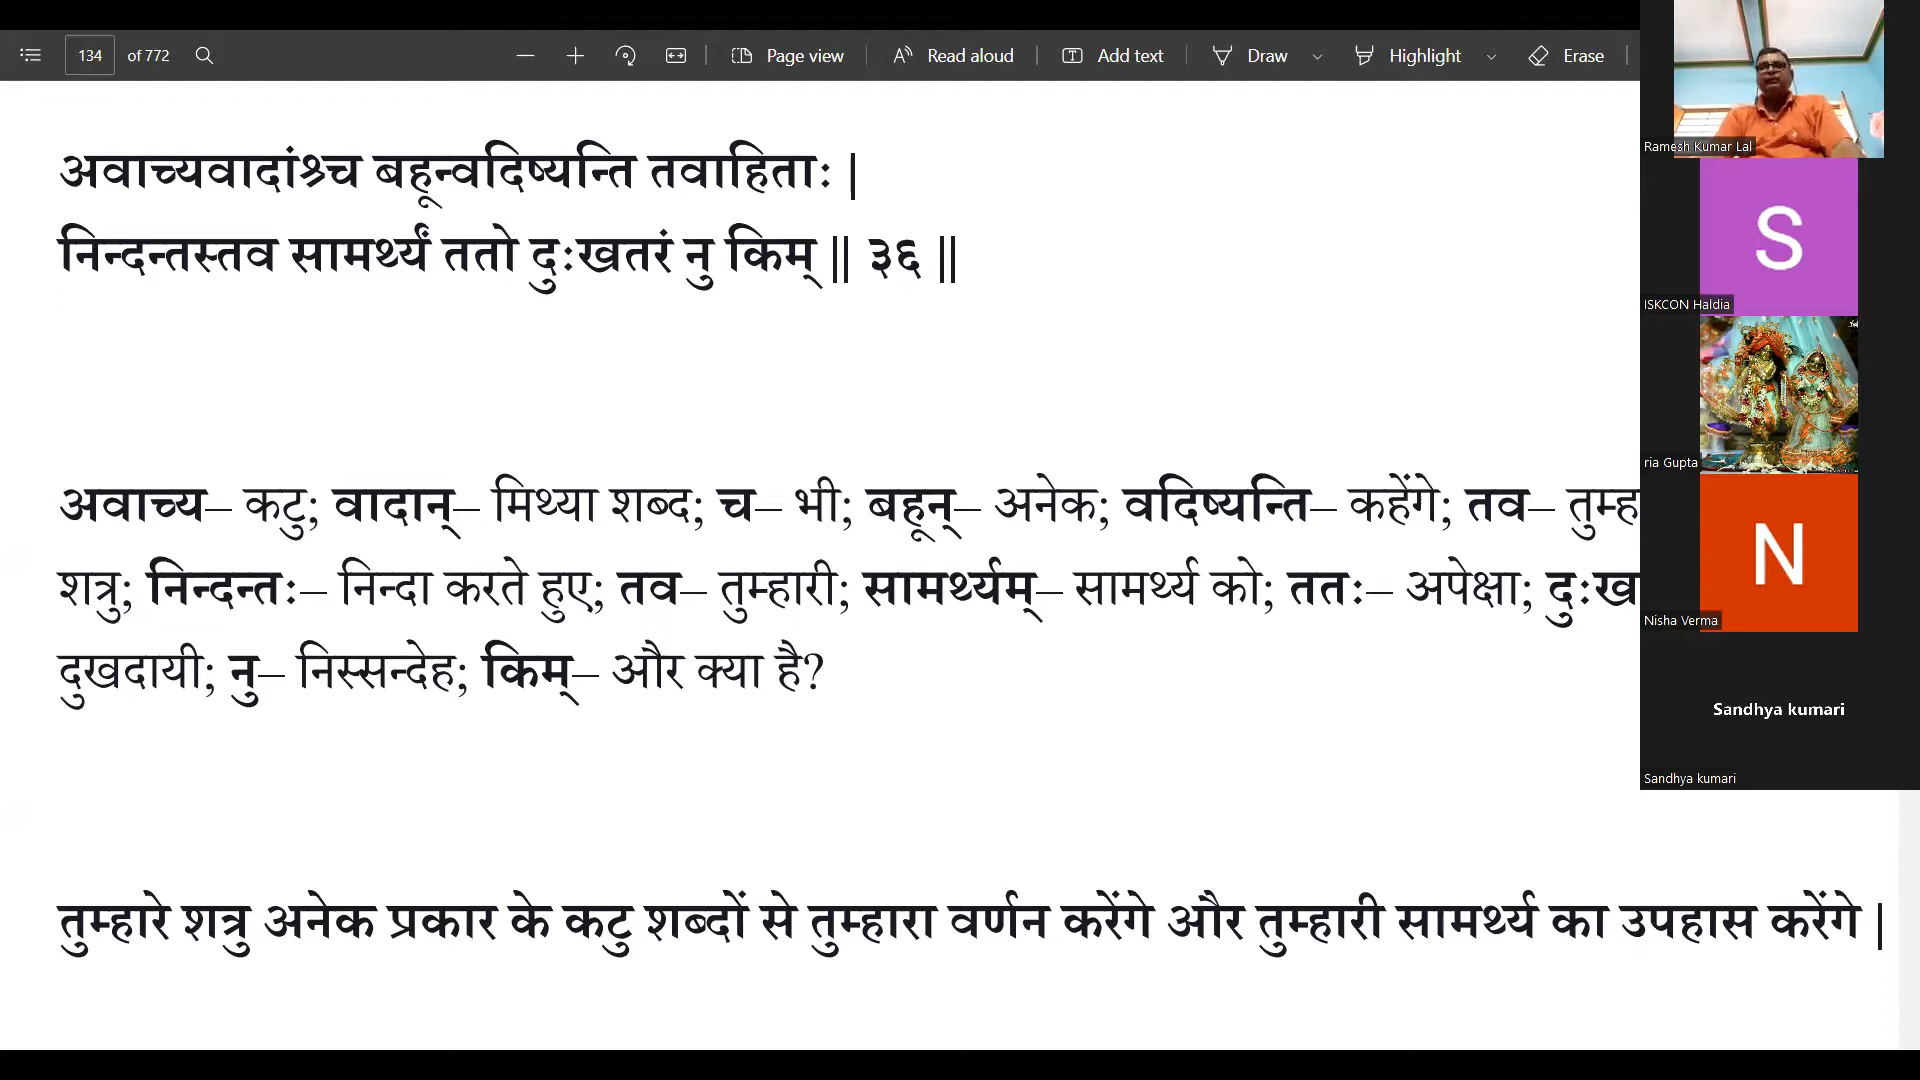 134 of 772 Page view Read aloud Add text Draw Highlight Erase
अवाच्यवादांश्र्च बहून्वदिष्यन्ति तवाहिताः |
निन्दन्तस्तव सामर्थ्यं ततो दुःखतरं नु किम् || ३६ ||
अवाच्य– कटु; वादान्– मिथ्या शब्द; च– भी; बहून्– अनेक; वदिष्यन्ति– कहेंगे; तव–
शत्रु; निन्दन्तः– निन्दा करते हुए; तव– तुम्हारी; सामर्थ्यम्– सामर्थ्य को; ततः– अपेक्षा;
दुखदायी; नु– निस्सन्देह; किम्– और क्या है?
तुम्हारे शत्रु अनेक प्रकार के कटु शब्दों से तुम्हारा वर्णन करेंगे और तुम्हारी सामर्थ्य का उपहास करेंगे |
Ramesh Kumar Lal
S
ISKCON Haldia
ria Gupta
N
Nisha Verma
Sandhya kumari
Sandhya kumari